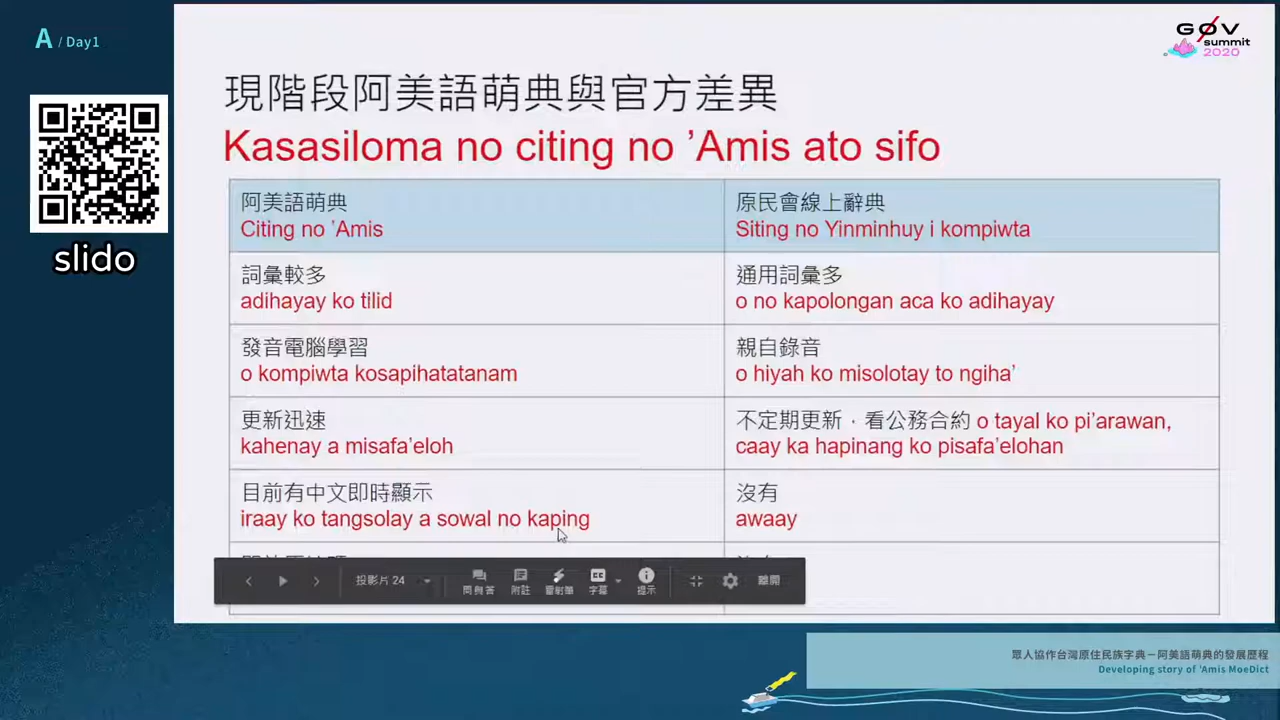 A / Day1
GØV
summit
2020
slido
現階段阿美語萌典與官方差異
Kasasiloma no citing no ’Amis ato sifo
阿美語萌典
Citing no ’Amis
原民會線上辭典
Siting no Yinminhuy i kompiwta
詞彙較多
adihayay ko tilid
通用詞彙多
o no kapolongan aca ko adihayay
發音電腦學習
o kompiwta kosapihatatanam
親自錄音
o hiyah ko misolotay to ngiha’
更新迅速
kahenay a misafa’eloh
不定期更新，看公務合約 o tayal ko pi’arawan,
caay ka hapinang ko pisafa’elohan
目前有中文即時顯示
iraay ko tangsolay a sowal no kaping
沒有
awaay
投影片 24
問與答
附註
雷射筆
字幕
提示
離開
眾人協作台灣原住民族字典－阿美語萌典的發展歷程
Developing story of 'Amis MoeDict